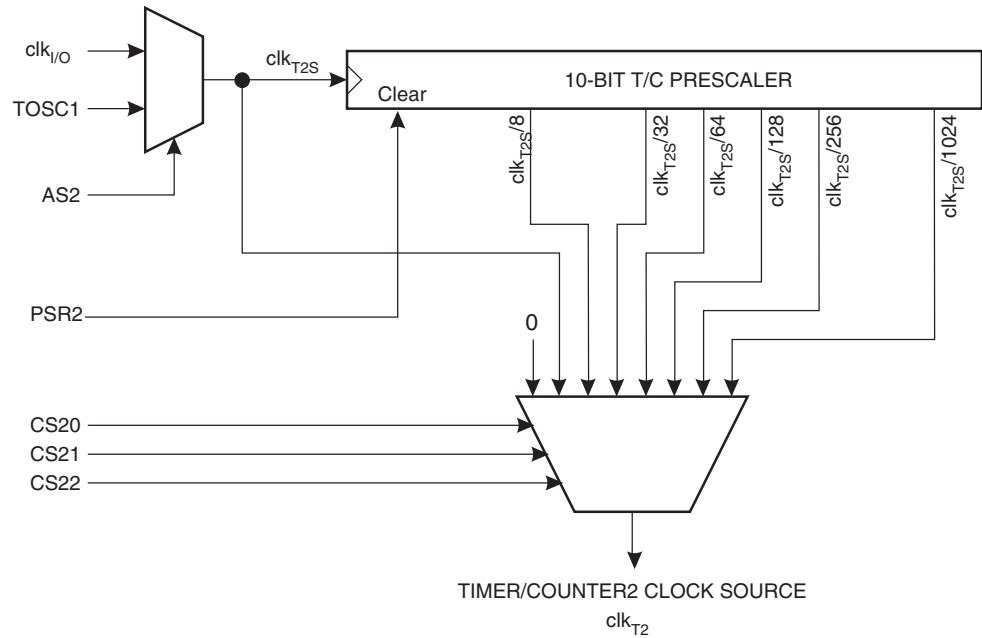 clkI/O
clkT2S
10-BIT T/C PRESCALER
TOSC1
Clear
clkT2S/8
clkT2S/32
clkT2S/64
clkT2S/128
clkT2S/256
clkT2S/1024
AS2
PSR2
0
CS20
CS21
CS22
TIMER/COUNTER2 CLOCK SOURCE
clkT2